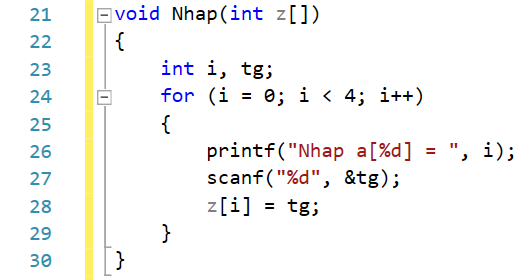 21 void Nhap(int z[])
22 {
23     int i, tg;
24     for (i = 0; i < 4; i++)
25     {
26         printf("Nhap a[%d] = ", i);
27         scanf("%d", &tg);
28         z[i] = tg;
29     }
30 }